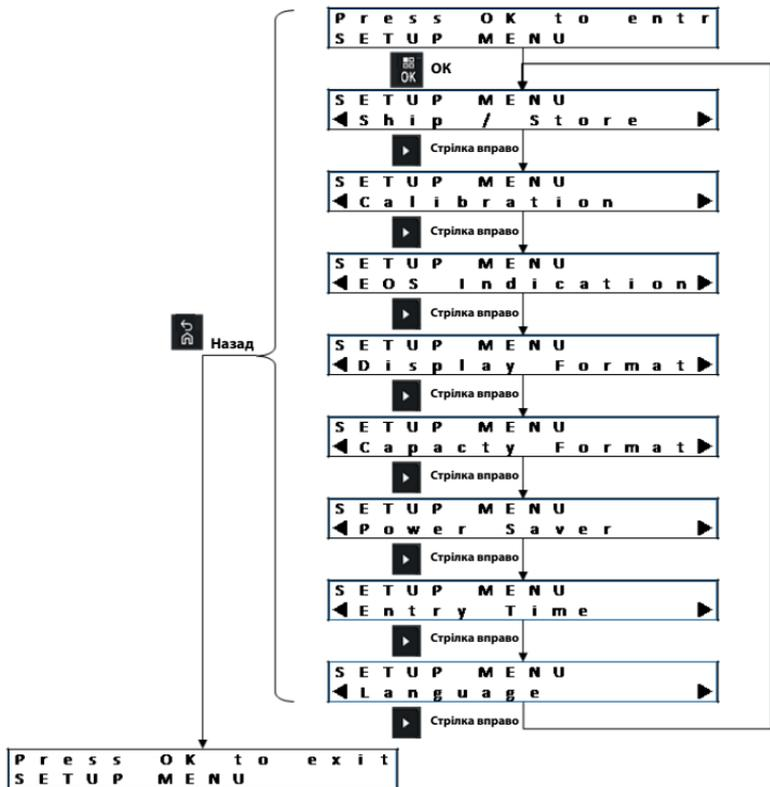 Press OK to entr
SETUP MENU
OK
OK
SETUP MENU
Ship / Store
Стрілка вправо
SETUP MENU
Calibration
Стрілка вправо
SETUP MENU
EOS Indication
Стрілка вправо
Назад
SETUP MENU
Display Format
Стрілка вправо
SETUP MENU
Capacty Format
Стрілка вправо
SETUP MENU
Power Saver
Стрілка вправо
SETUP MENU
Entry Time
Стрілка вправо
SETUP MENU
Language
Стрілка вправо
Press OK to exit
SETUP MENU